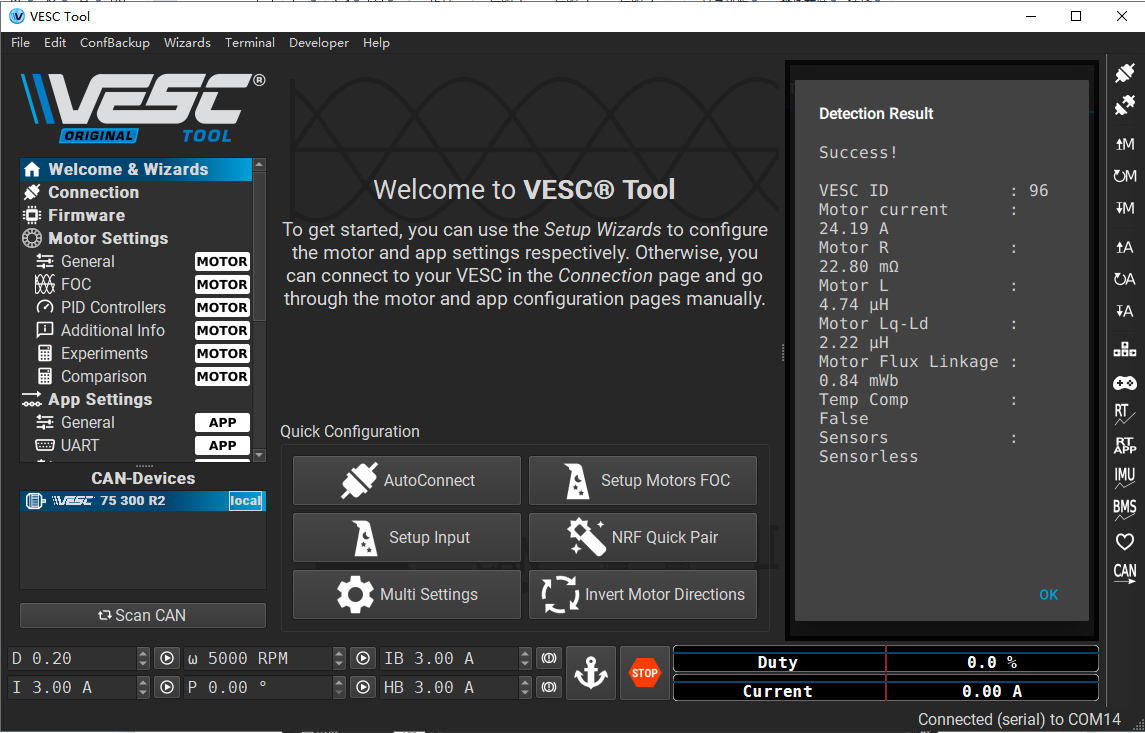 VESC Tool
File Edit ConfBackup Wizards Terminal Developer Help
VESC®
ORIGINAL TOOL
Welcome & Wizards
Connection
Firmware
Motor Settings
General MOTOR
FOC MOTOR
PID Controllers MOTOR
Additional Info MOTOR
Experiments MOTOR
Comparison MOTOR
App Settings
General APP
UART APP
CAN-Devices
VESC 75 300 R2 local
Scan CAN
Welcome to VESC® Tool
To get started, you can use the Setup Wizards to configure
the motor and app settings respectively. Otherwise, you
can connect to your VESC in the Connection page and go
through the motor and app configuration pages manually.
Quick Configuration
AutoConnect
Setup Motors FOC
Setup Input
NRF Quick Pair
Multi Settings
Invert Motor Directions
Detection Result
Success!
VESC ID : 96
Motor current :
24.19 A
Motor R :
22.80 mΩ
Motor L :
4.74 µH
Motor Lq-Ld :
2.22 µH
Motor Flux Linkage :
0.84 mWb
Temp Comp :
False
Sensors :
Sensorless
OK
M
M
M
A
A
A
RT
RT
APP
IMU
BMS
CAN
D 0.20 ω 5000 RPM IB 3.00 A
I 3.00 A P 0.00 ° HB 3.00 A
STOP
Duty 0.0 %
Current 0.00 A
Connected (serial) to COM14